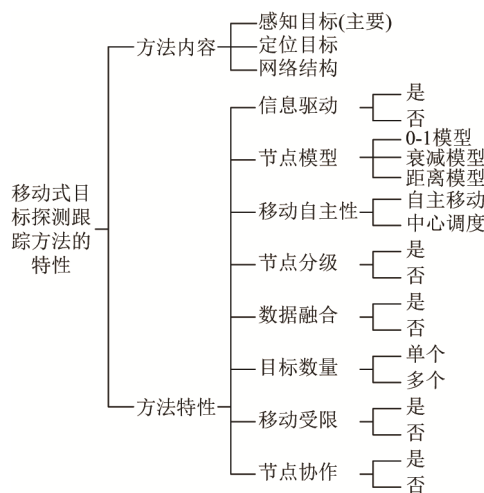 移动式目
标探测跟
踪方法的
特性
方法内容
感知目标(主要)
定位目标
网络结构
方法特性
信息驱动
是
否
节点模型
0-1模型
衰减模型
距离模型
移动自主性
自主移动
中心调度
节点分级
是
否
数据融合
是
否
目标数量
单个
多个
移动受限
是
否
节点协作
是
否